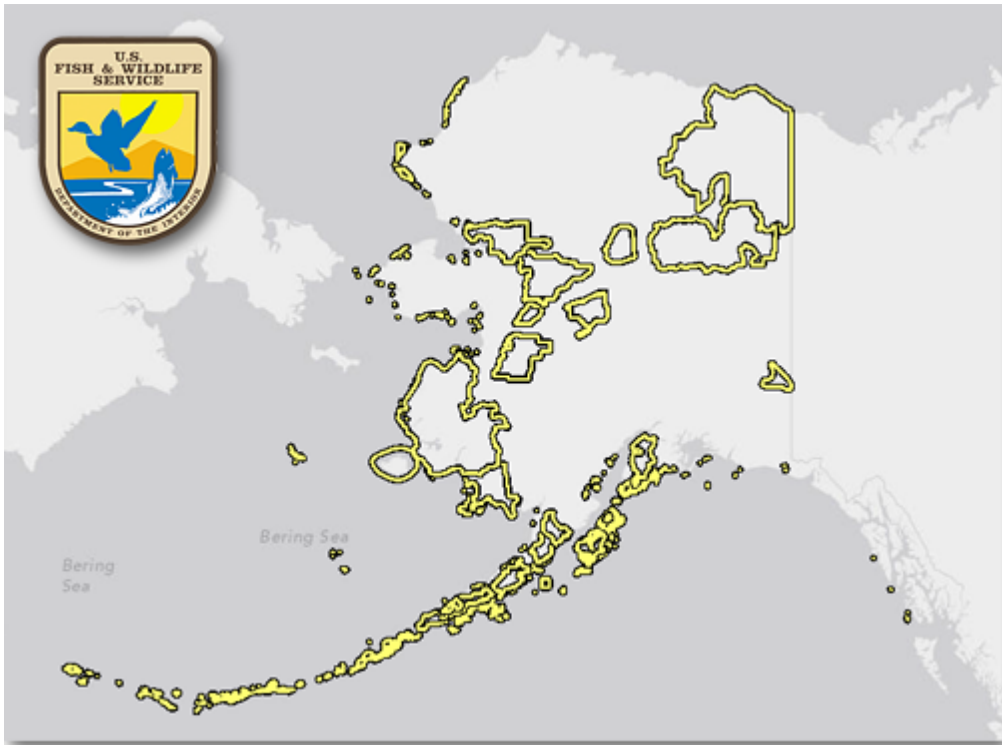 U.S.
FISH & WILDLIFE
SERVICE
DEPARTMENT OF THE INTERIOR
Bering Sea
Bering
Sea